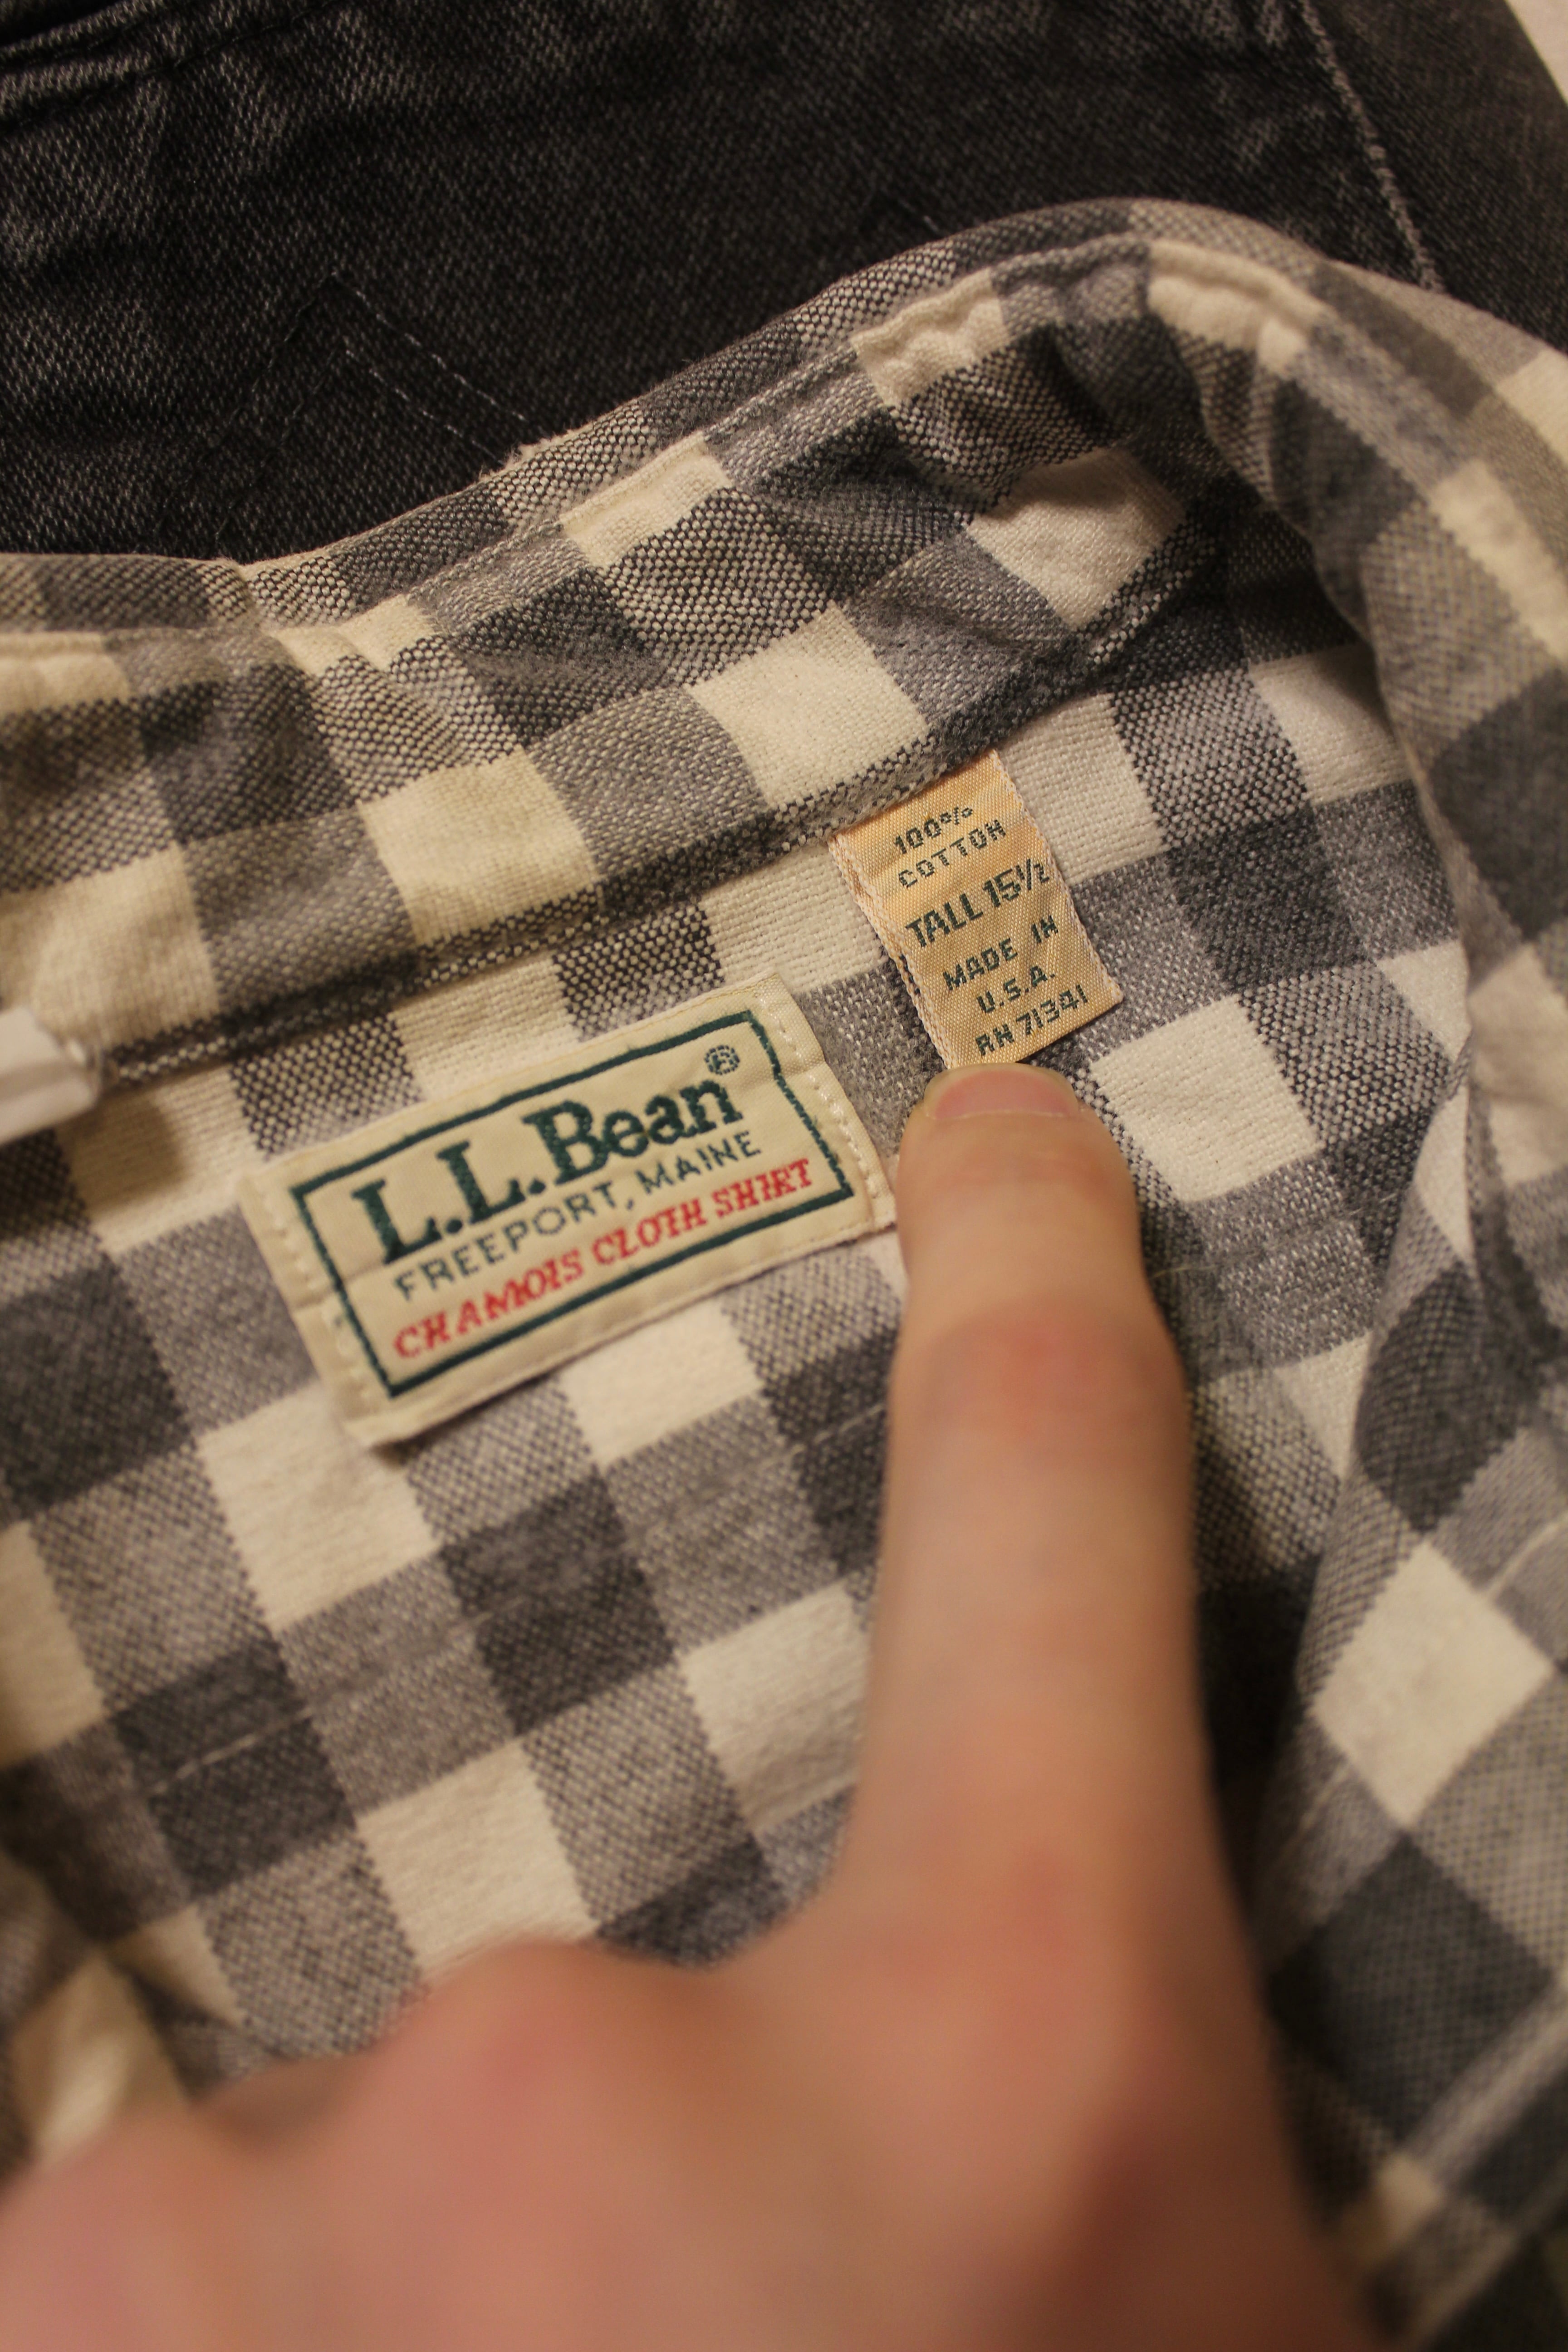 L.L.Bean®
FREEPORT, MAINE
CHAMOIS CLOTH SHIRT
100%
COTTON
TALL 15½
MADE IN
U.S.A.
RN 71341